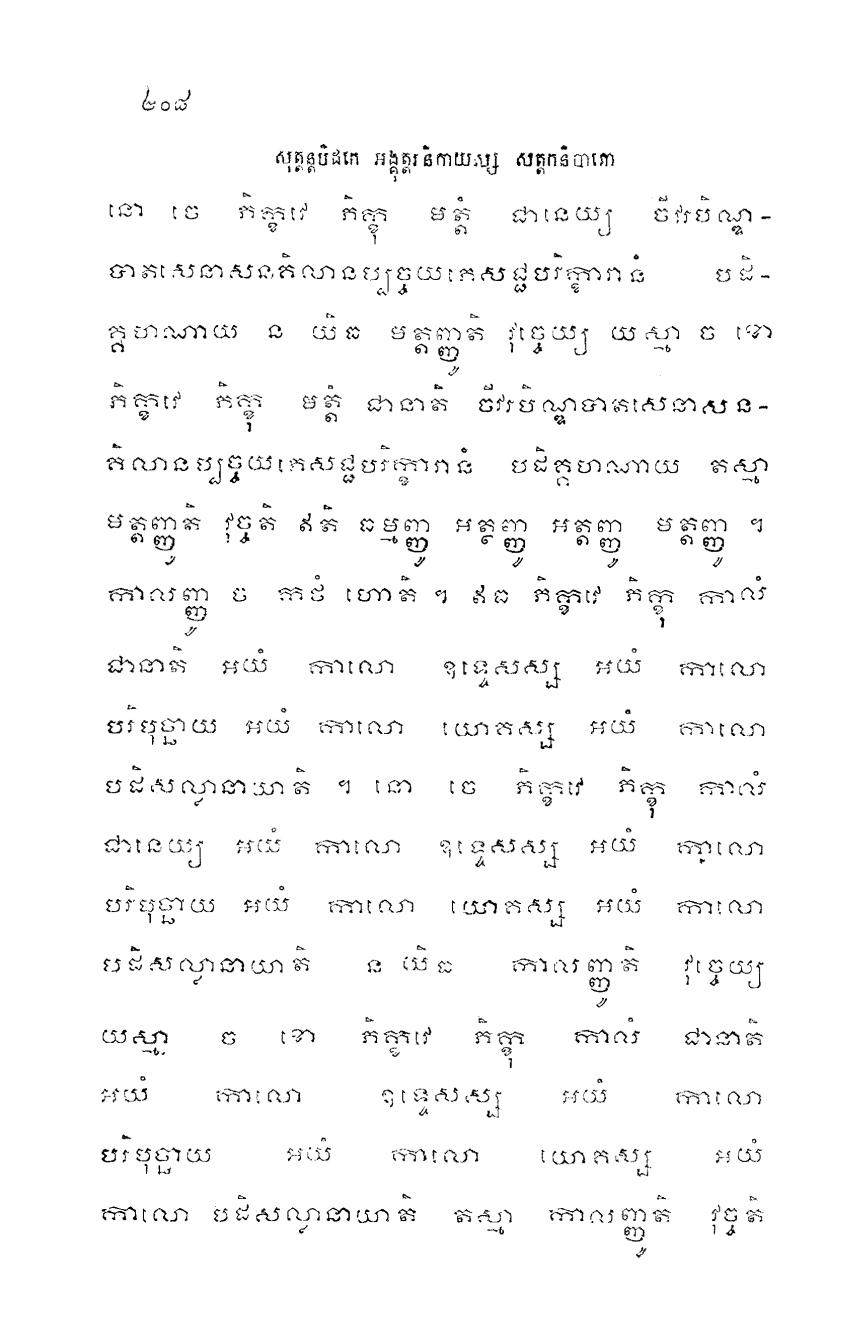 ២០៨
សុត្តន្តបិដកេ អង្គុត្តរនិកាយស្ស សត្តកនិបាតោ
នោ ចេ ភិក្ខវេ ភិក្ខុ មត្តំ ជានេយ្យ ចីវរបិណ្ឌ-
បាតសេនាសនគិលានប្បច្ចយភេសជ្ជបរិក្ខារានំ បដិ-
គ្គហណាយ ន យិធ មត្តញ្ញូតិ វុច្ចេយ្យ យស្មា ច ខោ
ភិក្ខវេ ភិក្ខុ មត្តំ ជានាតិ ចីវរបិណ្ឌបាតសេនាសន-
គិលានប្បច្ចយភេសជ្ជបរិក្ខារានំ បដិគ្គហណាយ តស្មា
មត្តញ្ញូតិ វុច្ចតិ ឥតិ ធម្មញ្ញូ អត្ថញ្ញូ អត្តញ្ញូ មត្តញ្ញូ ។
កាលញ្ញូ ច កថំ ហោតិ ។ ឥធ ភិក្ខវេ ភិក្ខុ កាលំ
ជានាតិ អយំ កាលោ ឧទ្ទេសស្ស អយំ កាលោ
បរិបុច្ឆាយ អយំ កាលោ យោគស្ស អយំ កាលោ
បដិសល្លានាយាតិ ។ នោ ចេ ភិក្ខវេ ភិក្ខុ កាលំ
ជានេយ្យ អយំ កាលោ ឧទ្ទេសស្ស អយំ កាលោ
បរិបុច្ឆាយ អយំ កាលោ យោគស្ស អយំ កាលោ
បដិសល្លានាយាតិ ន យិធ កាលញ្ញូតិ វុច្ចេយ្យ
យស្មា ច ខោ ភិក្ខវេ ភិក្ខុ កាលំ ជានាតិ
អយំ កាលោ ឧទ្ទេសស្ស អយំ កាលោ
បរិបុច្ឆាយ អយំ កាលោ យោគស្ស អយំ
កាលោ បដិសល្លានាយាតិ តស្មា កាលញ្ញូតិ វុច្ចតិ